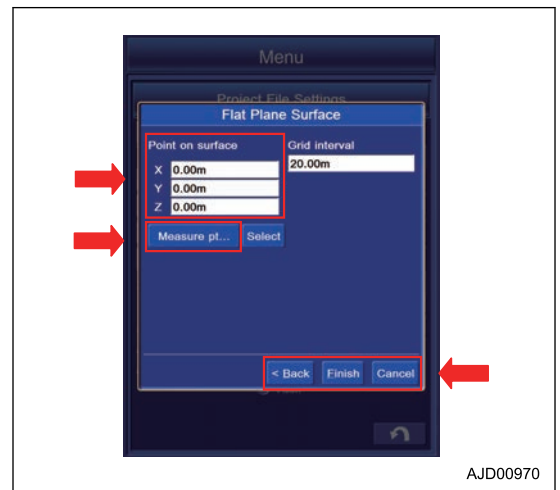 Menu
Project File Settings
Flat Plane Surface
Point on surface
Grid interval
X 0.00m
20.00m
Y 0.00m
Z 0.00m
Measure pt... Select
< Back Finish Cancel
AJD00970